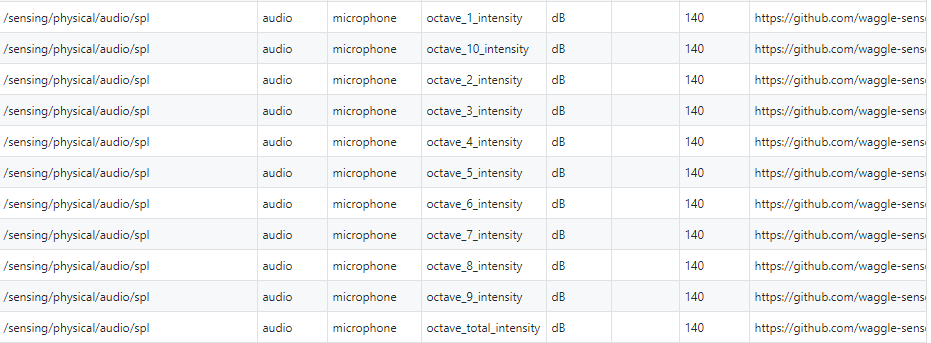 /sensing/physical/audio/spl audio microphone octave_1_intensity dB 140 https://github.com/waggle-sens
/sensing/physical/audio/spl audio microphone octave_10_intensity dB 140 https://github.com/waggle-sens
/sensing/physical/audio/spl audio microphone octave_2_intensity dB 140 https://github.com/waggle-sens
/sensing/physical/audio/spl audio microphone octave_3_intensity dB 140 https://github.com/waggle-sens
/sensing/physical/audio/spl audio microphone octave_4_intensity dB 140 https://github.com/waggle-sens
/sensing/physical/audio/spl audio microphone octave_5_intensity dB 140 https://github.com/waggle-sens
/sensing/physical/audio/spl audio microphone octave_6_intensity dB 140 https://github.com/waggle-sens
/sensing/physical/audio/spl audio microphone octave_7_intensity dB 140 https://github.com/waggle-sens
/sensing/physical/audio/spl audio microphone octave_8_intensity dB 140 https://github.com/waggle-sens
/sensing/physical/audio/spl audio microphone octave_9_intensity dB 140 https://github.com/waggle-sens
/sensing/physical/audio/spl audio microphone octave_total_intensity dB 140 https://github.com/waggle-sens